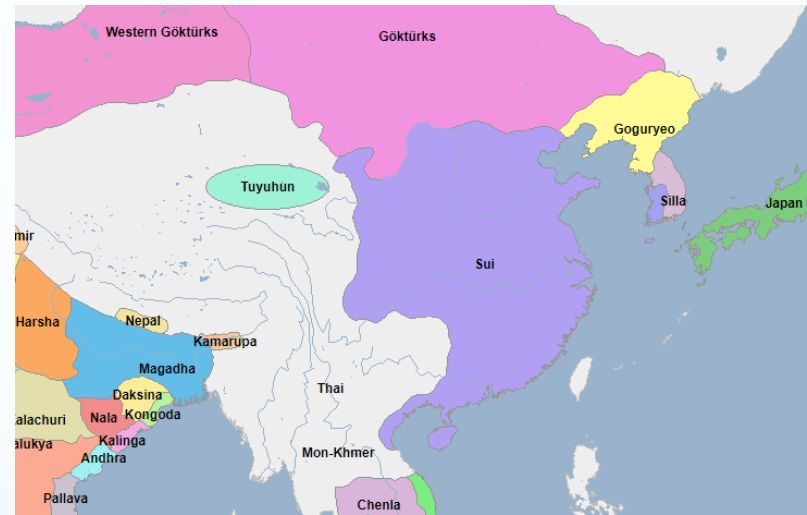 Western Göktürks
Göktürks
Goguryeo
Tuyuhun
Silla
Japan
mir
Sui
Harsha
Nepal
Kamarupa
Magadha
Thai
Daksina
Kongoda
alachuri
Nala
Kalinga
alukya
Andhra
Mon-Khmer
Pallava
Chenla